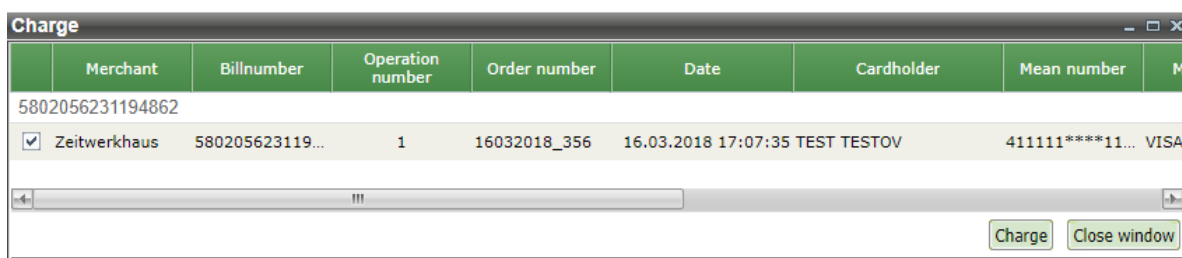 Charge
Merchant Billnumber Operation number Order number Date Cardholder Mean number M
5802056231194862
Zeitwerkhaus 580205623119... 1 16032018_356 16.03.2018 17:07:35 TEST TESTOV 411111****11... VISA
Charge Close window